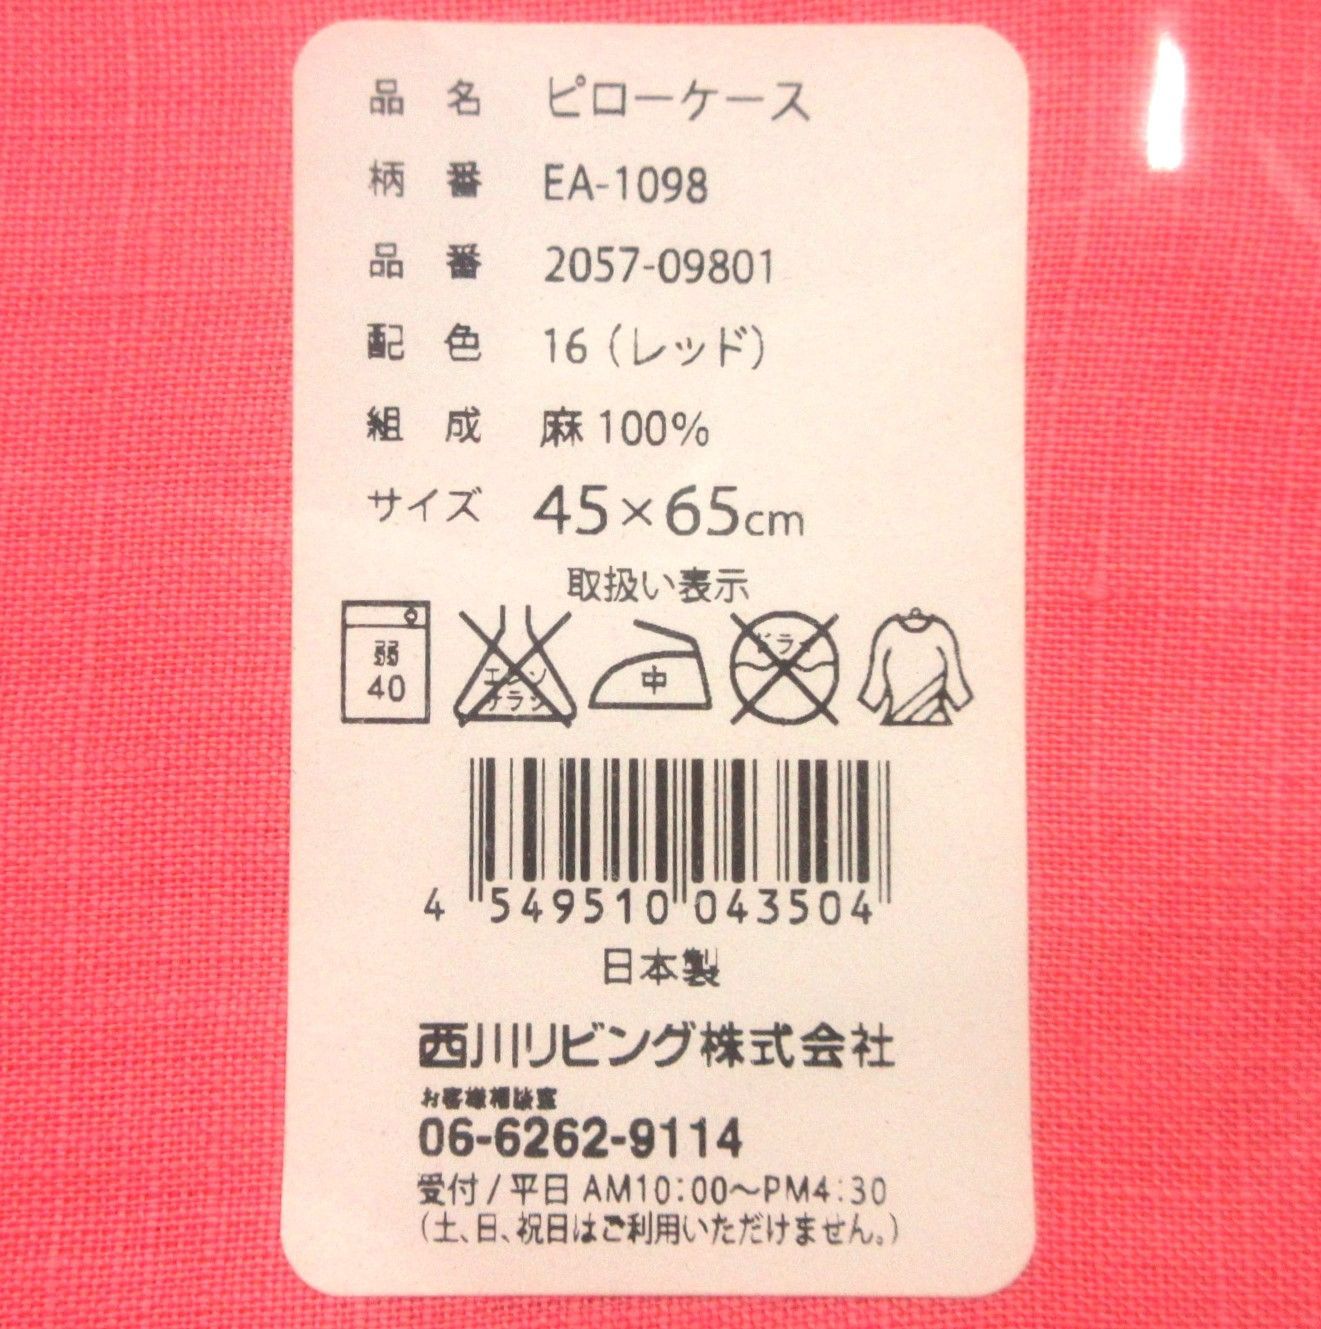 品名 ピローケース
柄番 EA-1098
品番 2057-09801
配色 16（レッド）
組成 麻 100%
サイズ 45×65cm
取扱い表示
弱 40
エンソ サラシ
中
ドライ
4 549510 043504
日本製
西川リビング株式会社
お客様相談室
06-6262-9114
受付 / 平日 AM10:00～PM4:30
（土、日、祝日はご利用いただけません。）